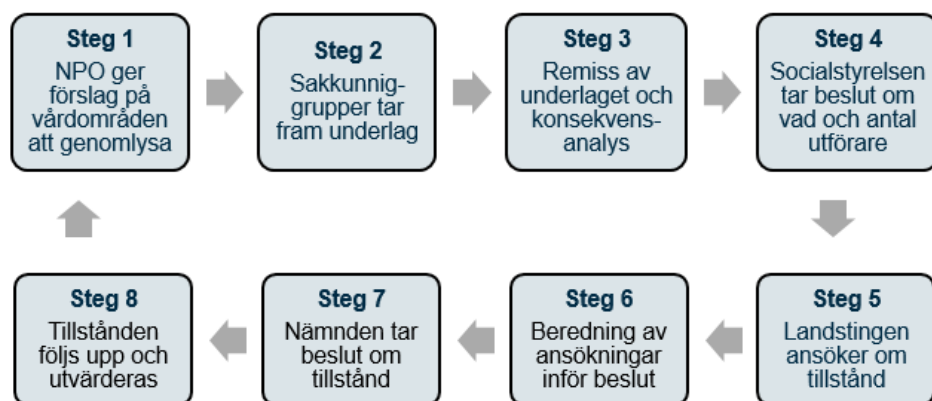 Steg 1
NPO ger
förslag på
vårdområden
att genomlysa
Steg 2
Sakkunnig-
grupper tar
fram underlag
Steg 3
Remiss av
underlaget och
konsekvens-
analys
Steg 4
Socialstyrelsen
tar beslut om
vad och antal
utförare
Steg 5
Landstingen
ansöker om
tillstånd
Steg 6
Beredning av
ansökningar
inför beslut
Steg 7
Nämnden tar
beslut om
tillstånd
Steg 8
Tillstånden
följs upp och
utvärderas